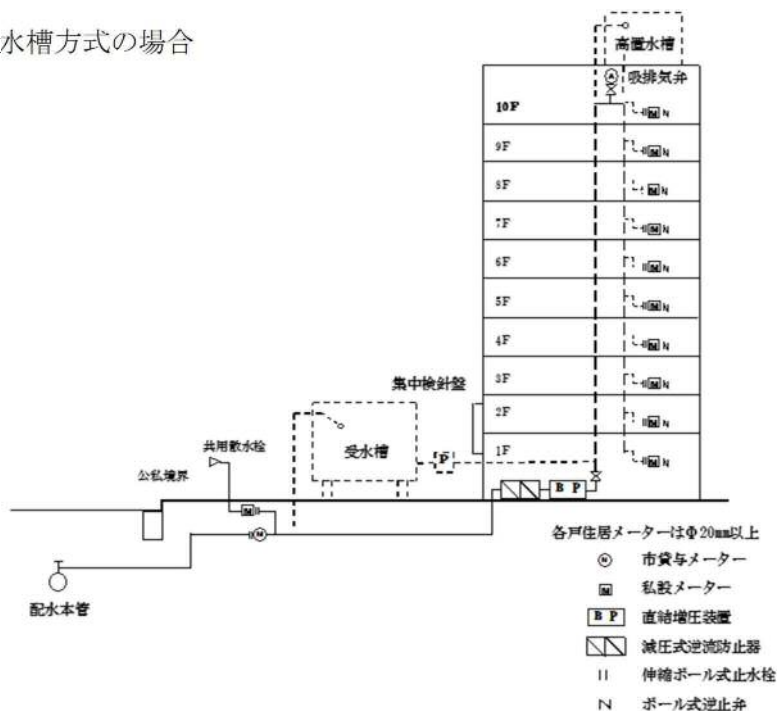 水槽方式の場合
高置水槽
吸排気弁
A
10F
M N
9F
M N
8F
M N
7F
M N
6F
M N
5F
M N
4F
M N
3F
M N
集中検針盤
2F
M N
1F
M N
受水槽
P
共用散水栓
公私境界
M
M
B P
配水本管
各戸住居メーターはΦ20mm以上
M 市貸与メーター
M 私設メーター
B P 直結増圧装置
減圧式逆流防止器
伸縮ボール式止水栓
N ボール式逆止弁